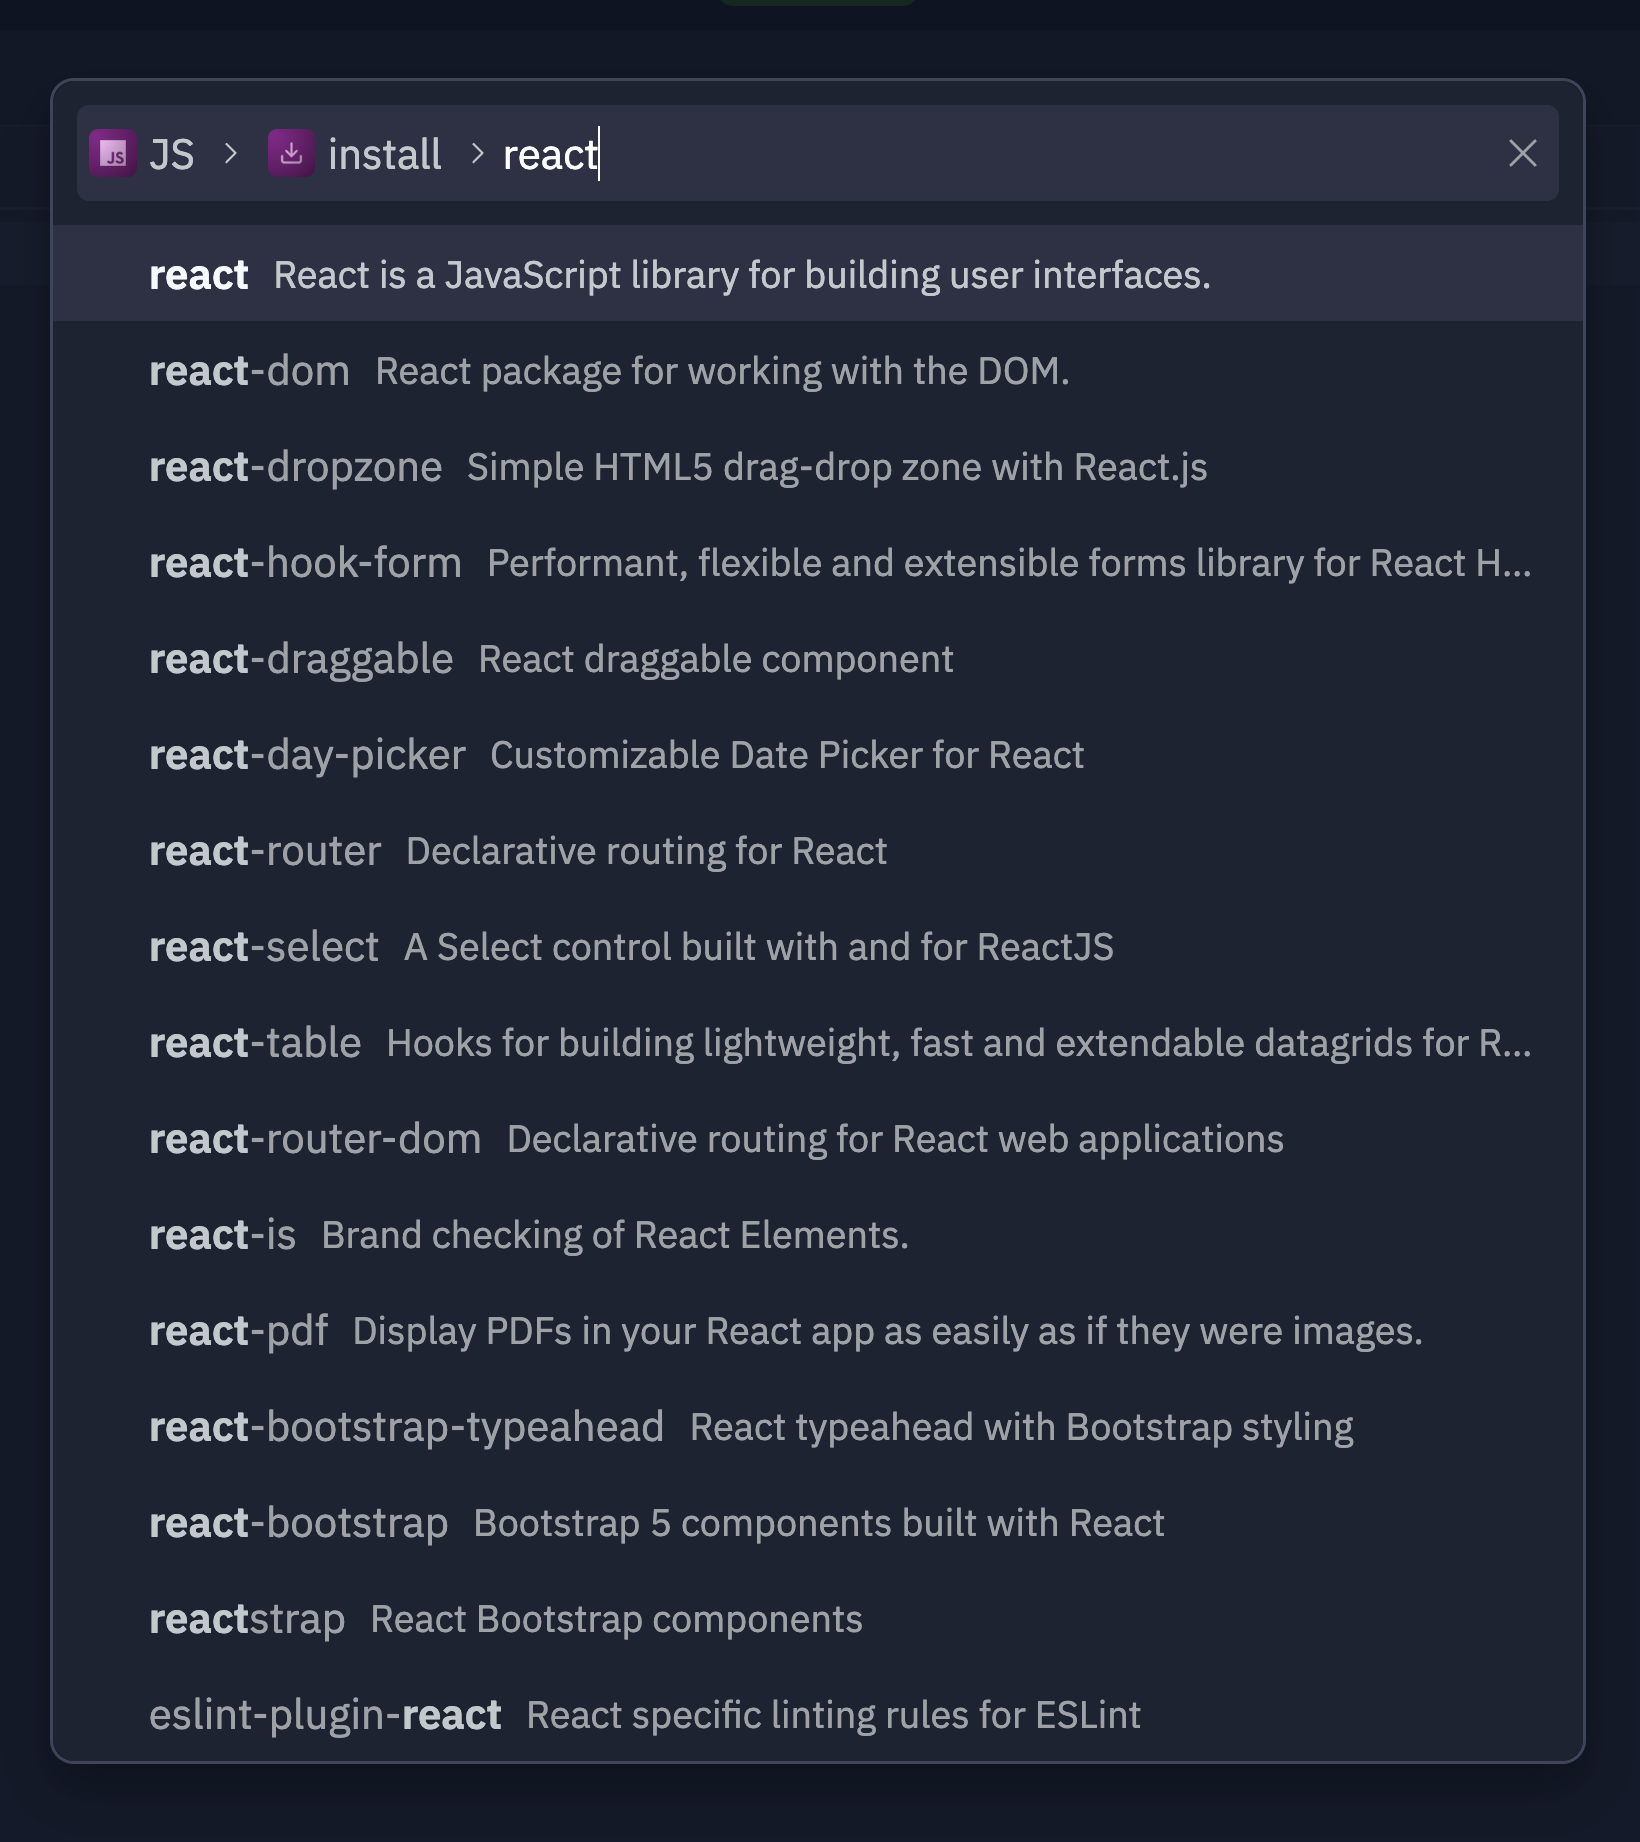 JS > install > react
react React is a JavaScript library for building user interfaces.
react-dom React package for working with the DOM.
react-dropzone Simple HTML5 drag-drop zone with React.js
react-hook-form Performant, flexible and extensible forms library for React H...
react-draggable React draggable component
react-day-picker Customizable Date Picker for React
react-router Declarative routing for React
react-select A Select control built with and for ReactJS
react-table Hooks for building lightweight, fast and extendable datagrids for R...
react-router-dom Declarative routing for React web applications
react-is Brand checking of React Elements.
react-pdf Display PDFs in your React app as easily as if they were images.
react-bootstrap-typeahead React typeahead with Bootstrap styling
react-bootstrap Bootstrap 5 components built with React
reactstrap React Bootstrap components
eslint-plugin-react React specific linting rules for ESLint